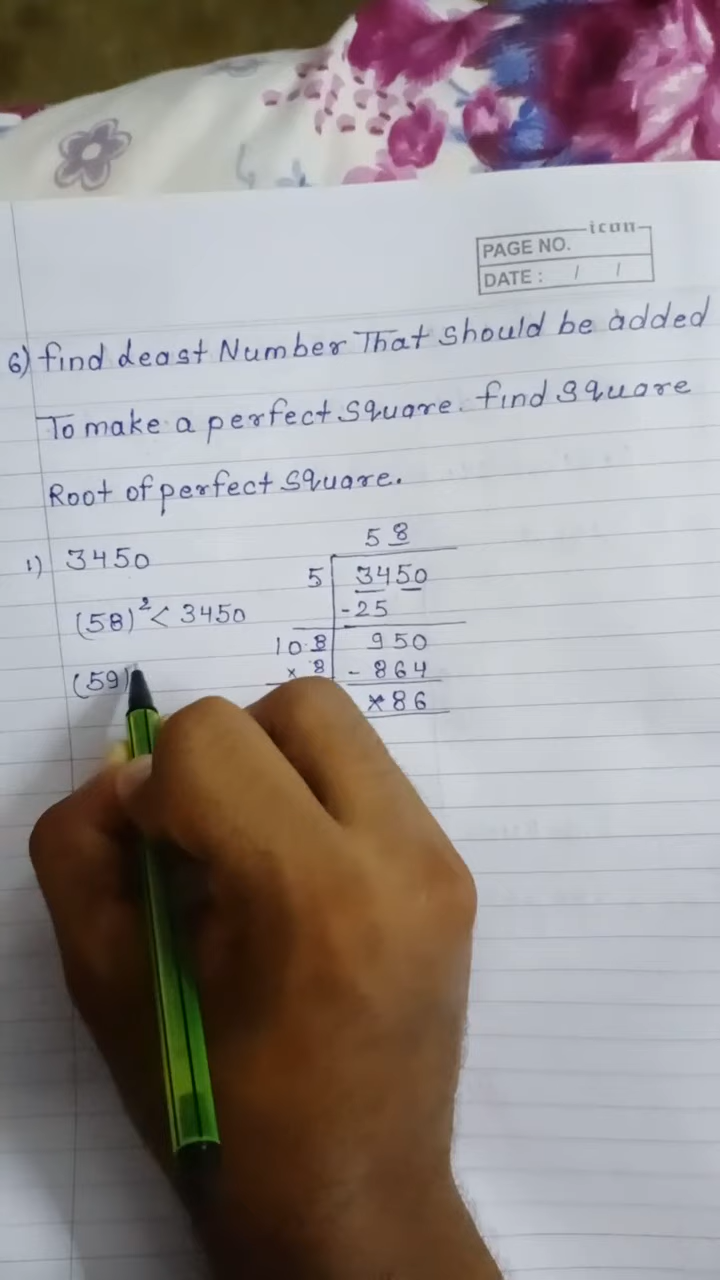 icon
PAGE NO.
DATE : / /
6) find least Number That should be added
To make a perfect square. find square
Root of perfect square.
1) 3450
(58)² < 3450
(59)
58
5 3450
-25
108 950
× 8 - 864
×86